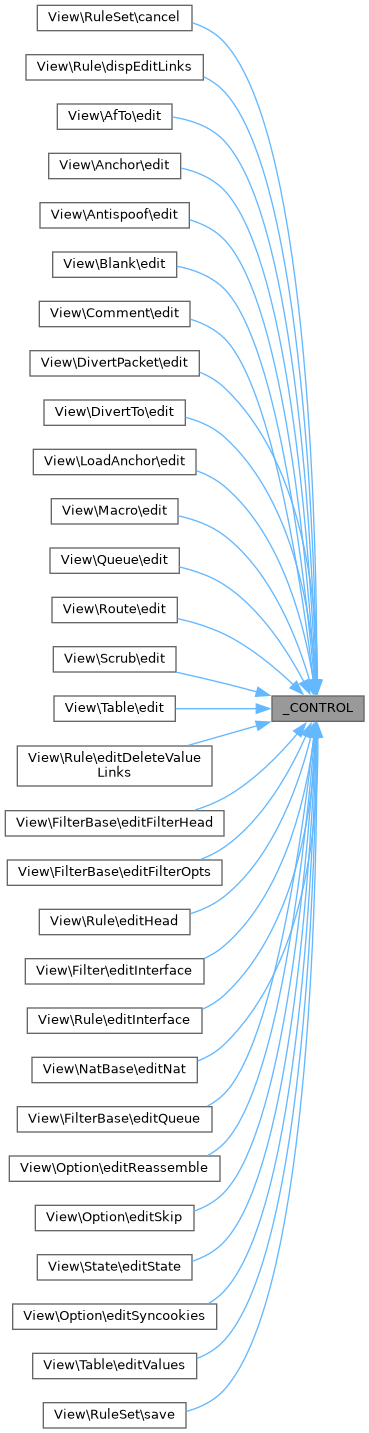 View\RuleSet\cancel
View\Rule\dispEditLinks
View\AfTo\edit
View\Anchor\edit
View\Antispoof\edit
View\Blank\edit
View\Comment\edit
View\DivertPacket\edit
View\DivertTo\edit
View\LoadAnchor\edit
View\Macro\edit
View\Queue\edit
View\Route\edit
View\Scrub\edit
View\Table\edit
_CONTROL
View\Rule\editDeleteValue
Links
View\FilterBase\editFilterHead
View\FilterBase\editFilterOpts
View\Rule\editHead
View\Filter\editInterface
View\Rule\editInterface
View\NatBase\editNat
View\FilterBase\editQueue
View\Option\editReassemble
View\Option\editSkip
View\State\editState
View\Option\editSyncookies
View\Table\editValues
View\RuleSet\save